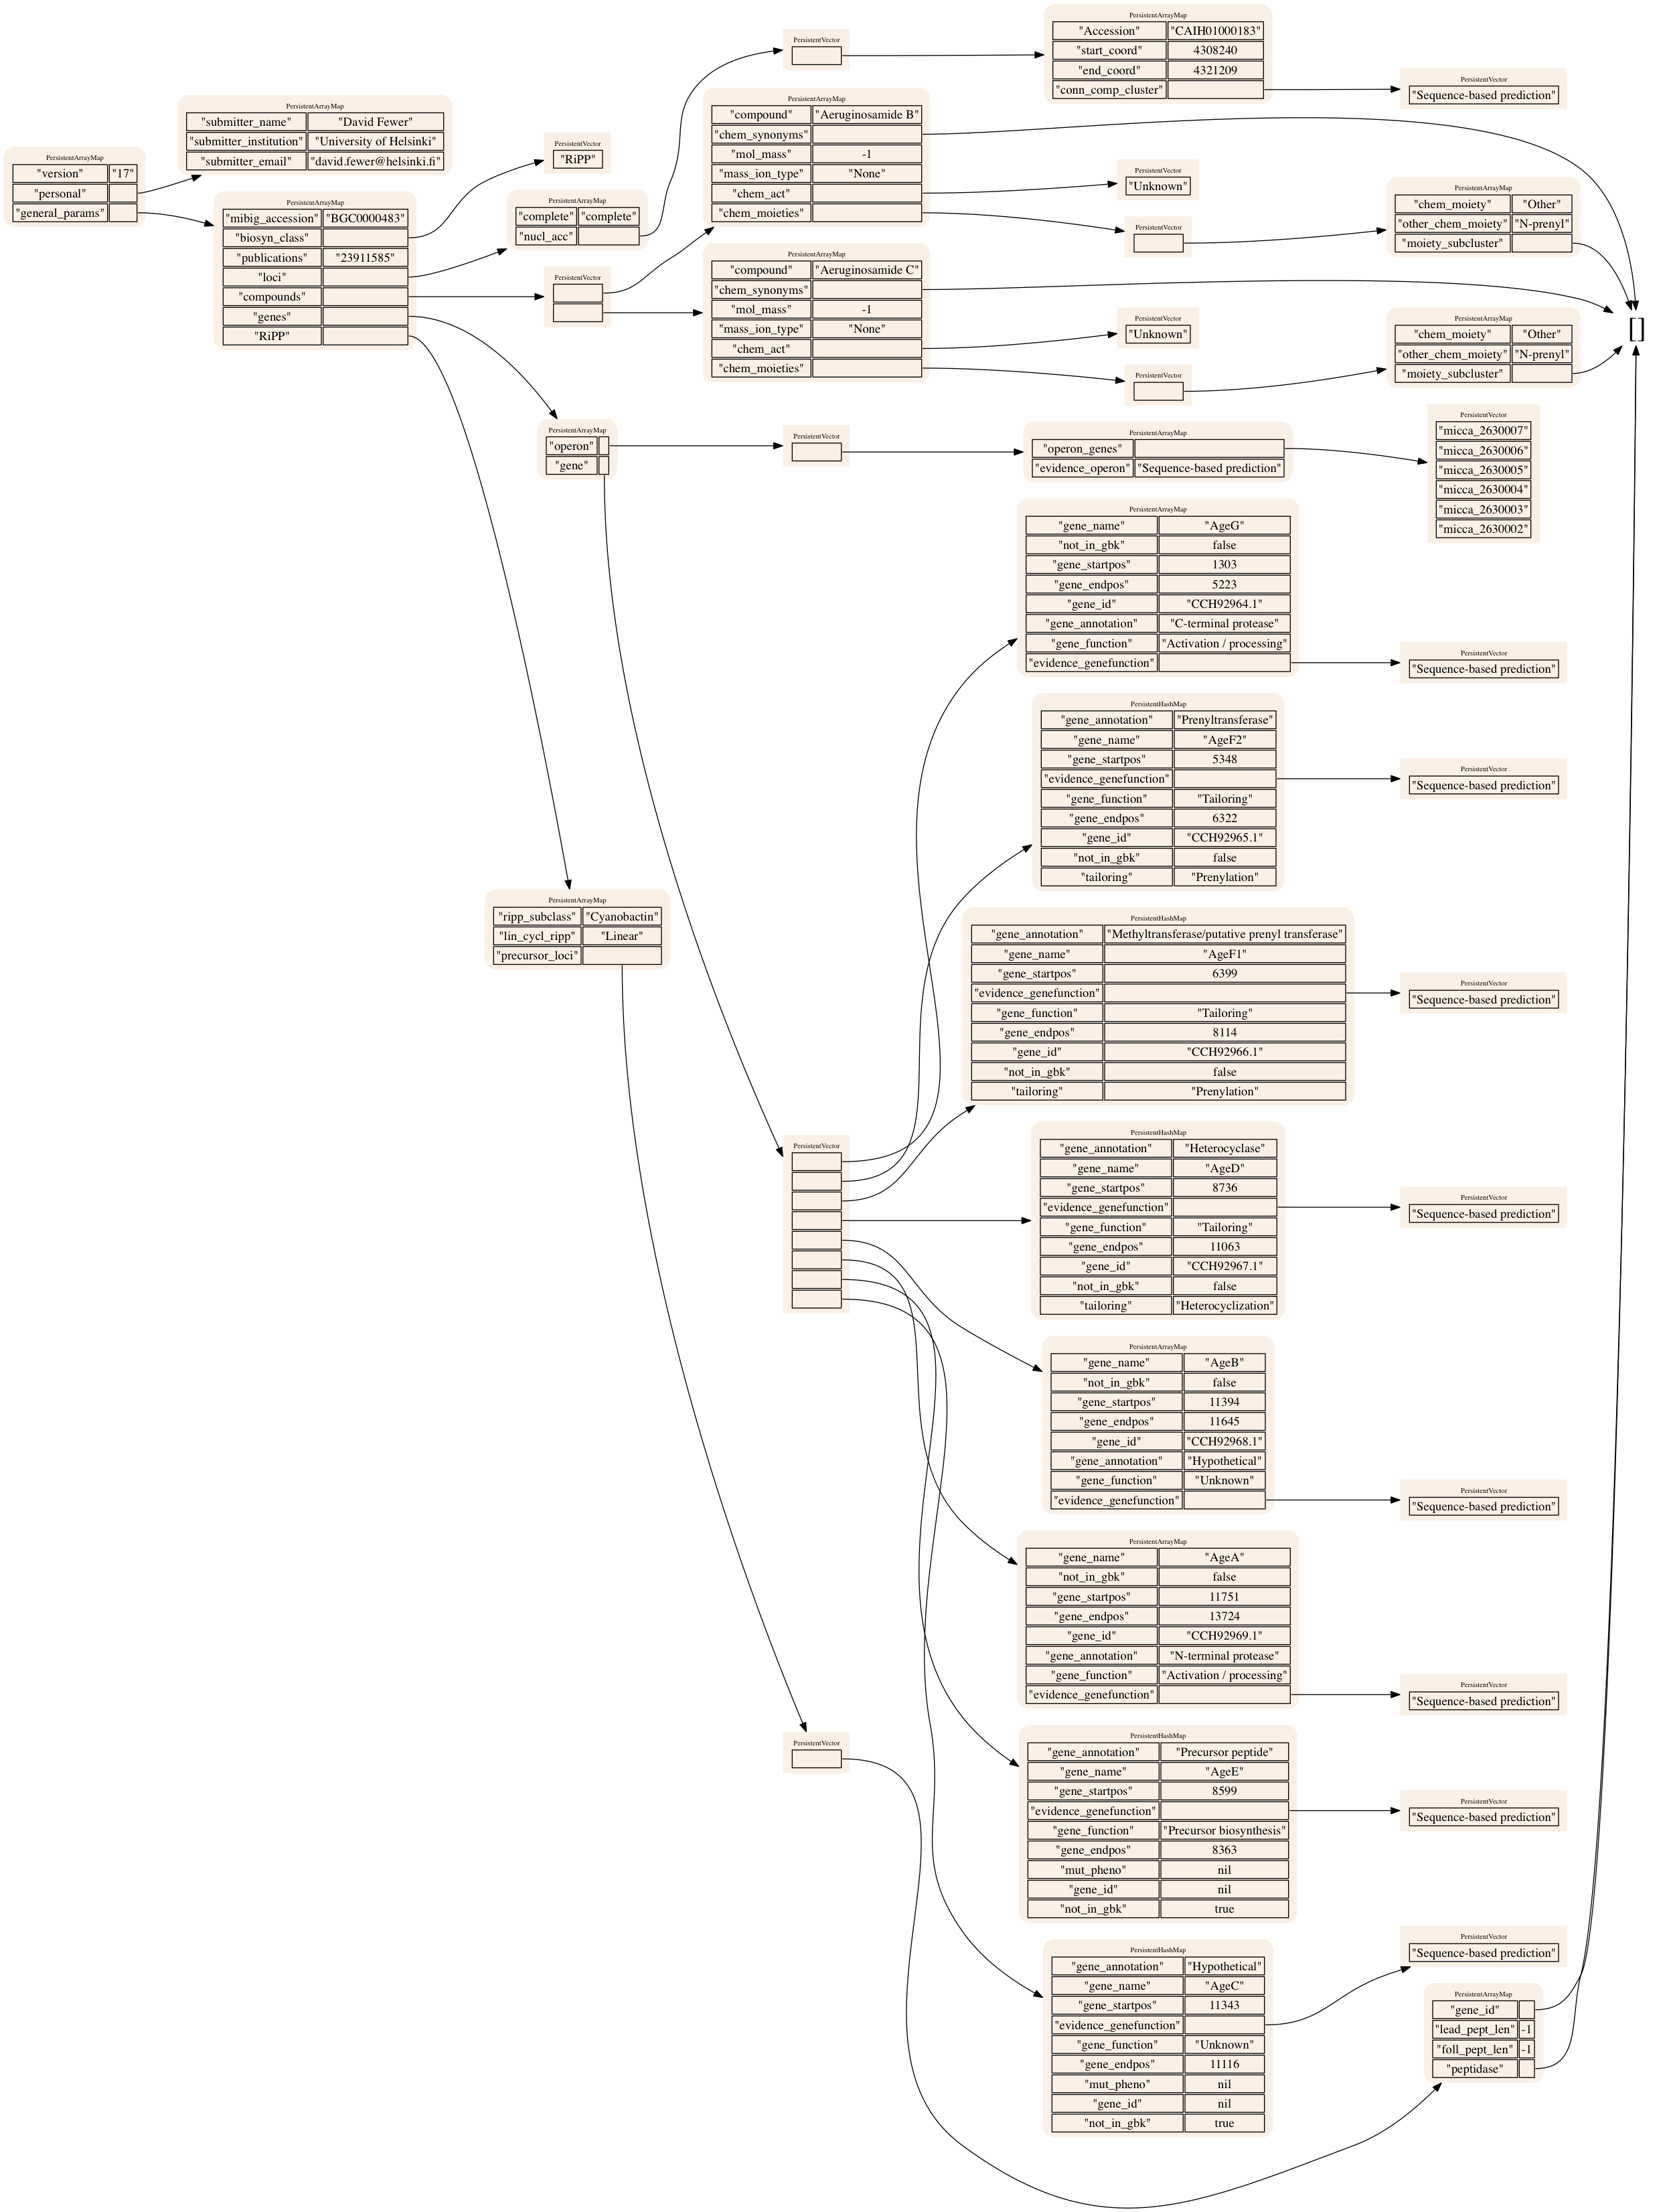 PersistentArrayMap
"version" "17"
"personal"
"general_params"
PersistentArrayMap
"submitter_name" "David Fewer"
"submitter_institution" "University of Helsinki"
"submitter_email" "david.fewer@helsinki.fi"
PersistentArrayMap
"mibig_accession" "BGC0000483"
"biosyn_class"
"publications" "23911585"
"loci"
"compounds"
"genes"
"RiPP"
PersistentVector
"RiPP"
PersistentArrayMap
"complete" "complete"
"nucl_acc"
PersistentVector
PersistentVector
PersistentArrayMap
"Accession" "CAIH01000183"
"start_coord" 4308240
"end_coord" 4321209
"conn_comp_cluster"
PersistentVector
"Sequence-based prediction"
PersistentArrayMap
"compound" "Aeruginosamide B"
"chem_synonyms"
"mol_mass" -1
"mass_ion_type" "None"
"chem_act"
"chem_moieties"
PersistentVector
"Unknown"
PersistentVector
PersistentArrayMap
"chem_moiety" "Other"
"other_chem_moiety" "N-prenyl"
"moiety_subcluster"
PersistentArrayMap
"compound" "Aeruginosamide C"
"chem_synonyms"
"mol_mass" -1
"mass_ion_type" "None"
"chem_act"
"chem_moieties"
PersistentVector
"Unknown"
PersistentVector
PersistentArrayMap
"chem_moiety" "Other"
"other_chem_moiety" "N-prenyl"
"moiety_subcluster"
[]
PersistentArrayMap
"operon"
"gene"
PersistentVector
PersistentArrayMap
"operon_genes"
"evidence_operon" "Sequence-based prediction"
PersistentVector
"micca_2630007"
"micca_2630006"
"micca_2630005"
"micca_2630004"
"micca_2630003"
"micca_2630002"
PersistentArrayMap
"gene_name" "AgeG"
"not_in_gbk" false
"gene_startpos" 1303
"gene_endpos" 5223
"gene_id" "CCH92964.1"
"gene_annotation" "C-terminal protease"
"gene_function" "Activation / processing"
"evidence_genefunction"
PersistentVector
"Sequence-based prediction"
PersistentHashMap
"gene_annotation" "Prenyltransferase"
"gene_name" "AgeF2"
"gene_startpos" 5348
"evidence_genefunction"
"gene_function" "Tailoring"
"gene_endpos" 6322
"gene_id" "CCH92965.1"
"not_in_gbk" false
"tailoring" "Prenylation"
PersistentVector
"Sequence-based prediction"
PersistentArrayMap
"ripp_subclass" "Cyanobactin"
"lin_cycl_ripp" "Linear"
"precursor_loci"
PersistentHashMap
"gene_annotation" "Methyltransferase/putative prenyl transferase"
"gene_name" "AgeF1"
"gene_startpos" 6399
"evidence_genefunction"
"gene_function" "Tailoring"
"gene_endpos" 8114
"gene_id" "CCH92966.1"
"not_in_gbk" false
"tailoring" "Prenylation"
PersistentVector
"Sequence-based prediction"
PersistentVector
PersistentHashMap
"gene_annotation" "Heterocyclase"
"gene_name" "AgeD"
"gene_startpos" 8736
"evidence_genefunction"
"gene_function" "Tailoring"
"gene_endpos" 11063
"gene_id" "CCH92967.1"
"not_in_gbk" false
"tailoring" "Heterocyclization"
PersistentVector
"Sequence-based prediction"
PersistentArrayMap
"gene_name" "AgeB"
"not_in_gbk" false
"gene_startpos" 11394
"gene_endpos" 11645
"gene_id" "CCH92968.1"
"gene_annotation" "Hypothetical"
"gene_function" "Unknown"
"evidence_genefunction"
PersistentVector
"Sequence-based prediction"
PersistentArrayMap
"gene_name" "AgeA"
"not_in_gbk" false
"gene_startpos" 11751
"gene_endpos" 13724
"gene_id" "CCH92969.1"
"gene_annotation" "N-terminal protease"
"gene_function" "Activation / processing"
"evidence_genefunction"
PersistentVector
"Sequence-based prediction"
PersistentVector
PersistentHashMap
"gene_annotation" "Precursor peptide"
"gene_name" "AgeE"
"gene_startpos" 8599
"evidence_genefunction"
"gene_function" "Precursor biosynthesis"
"gene_endpos" 8363
"mut_pheno" nil
"gene_id" nil
"not_in_gbk" true
PersistentVector
"Sequence-based prediction"
PersistentHashMap
"gene_annotation" "Hypothetical"
"gene_name" "AgeC"
"gene_startpos" 11343
"evidence_genefunction"
"gene_function" "Unknown"
"gene_endpos" 11116
"mut_pheno" nil
"gene_id" nil
"not_in_gbk" true
PersistentVector
"Sequence-based prediction"
PersistentArrayMap
"gene_id"
"lead_pept_len" -1
"foll_pept_len" -1
"peptidase"